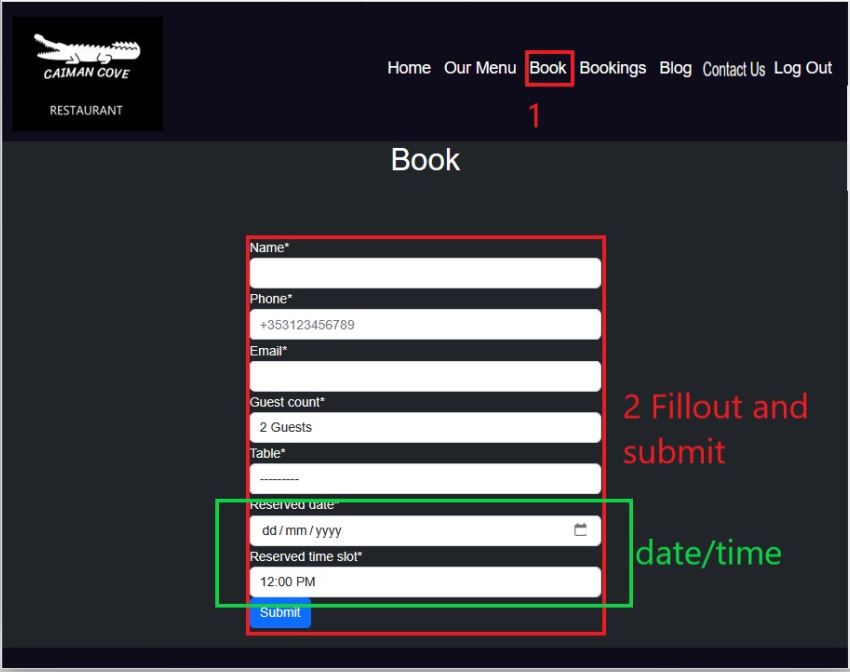 CAIMAN COVE
RESTAURANT
Home Our Menu Book Bookings Blog Contact Us Log Out
1
Book
Name*
Phone*
+353123456789
Email*
Guest count*
2 Guests
2 Fillout and
submit
Table*
---------
Reserved date*
dd/mm/yyyy
date/time
Reserved time slot*
12:00 PM
Submit